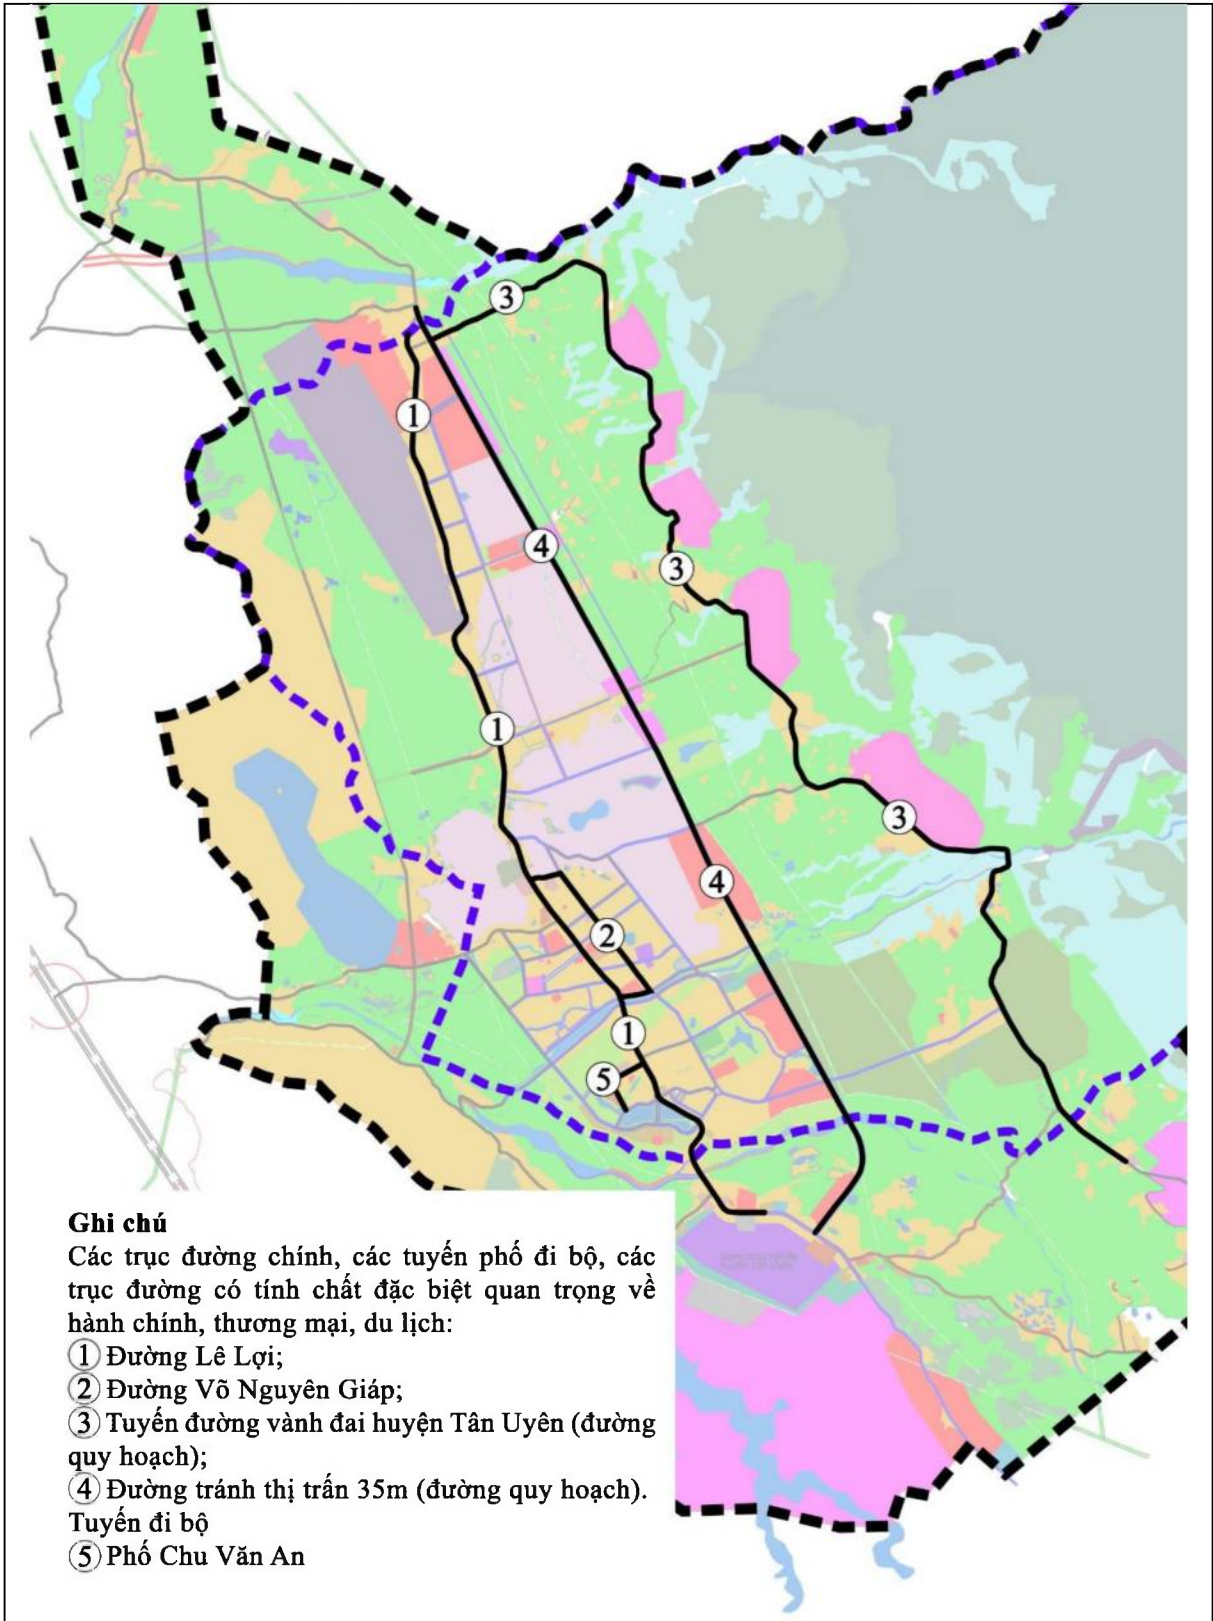 3
1
4
3
1
3
4
2
1
5
Ghi chú
Các trục đường chính, các tuyến phố đi bộ, các
trục đường có tính chất đặc biệt quan trọng về
hành chính, thương mại, du lịch:
1 Đường Lê Lợi;
2 Đường Võ Nguyên Giáp;
3 Tuyến đường vành đai huyện Tân Uyên (đường
quy hoạch);
4 Đường tránh thị trấn 35m (đường quy hoạch).
Tuyến đi bộ
5 Phố Chu Văn An